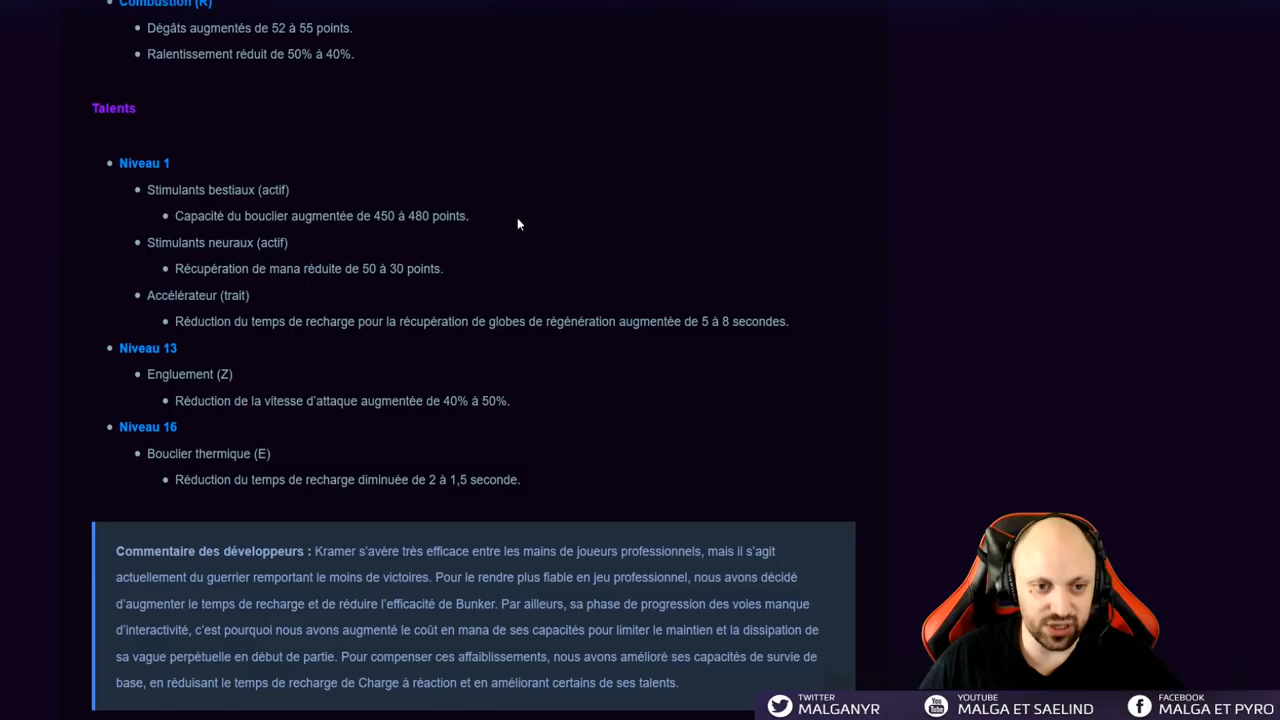 Combustion (R)
Dégâts augmentés de 52 à 55 points.
Ralentissement réduit de 50% à 40%.
Talents
Niveau 1
Stimulants bestiaux (actif)
Capacité du bouclier augmentée de 450 à 480 points.
Stimulants neuraux (actif)
Récupération de mana réduite de 50 à 30 points.
Accélérateur (trait)
Réduction du temps de recharge pour la récupération de globes de régénération augmentée de 5 à 8 secondes.
Niveau 13
Engluement (Z)
Réduction de la vitesse d’attaque augmentée de 40% à 50%.
Niveau 16
Bouclier thermique (E)
Réduction du temps de recharge diminuée de 2 à 1,5 seconde.
Commentaire des développeurs : Kramer s’avère très efficace entre les mains de joueurs professionnels, mais il s’agit
actuellement du guerrier remportant le moins de victoires. Pour le rendre plus fiable en jeu professionnel, nous avons décidé
d’augmenter le temps de recharge et de réduire l’efficacité de Bunker. Par ailleurs, sa phase de progression des voies manque
d’interactivité, c’est pourquoi nous avons augmenté le coût en mana de ses capacités pour limiter le maintien et la dissipation de
sa vague perpétuelle en début de partie. Pour compenser ces affaiblissements, nous avons amélioré ses capacités de survie de
base, en réduisant le temps de recharge de Charge à réaction et en améliorant certains de ses talents.
TWITTER
MALGANYR
YOUTUBE
MALGA ET SAELIND
FACEBOOK
MALGA ET PYRO